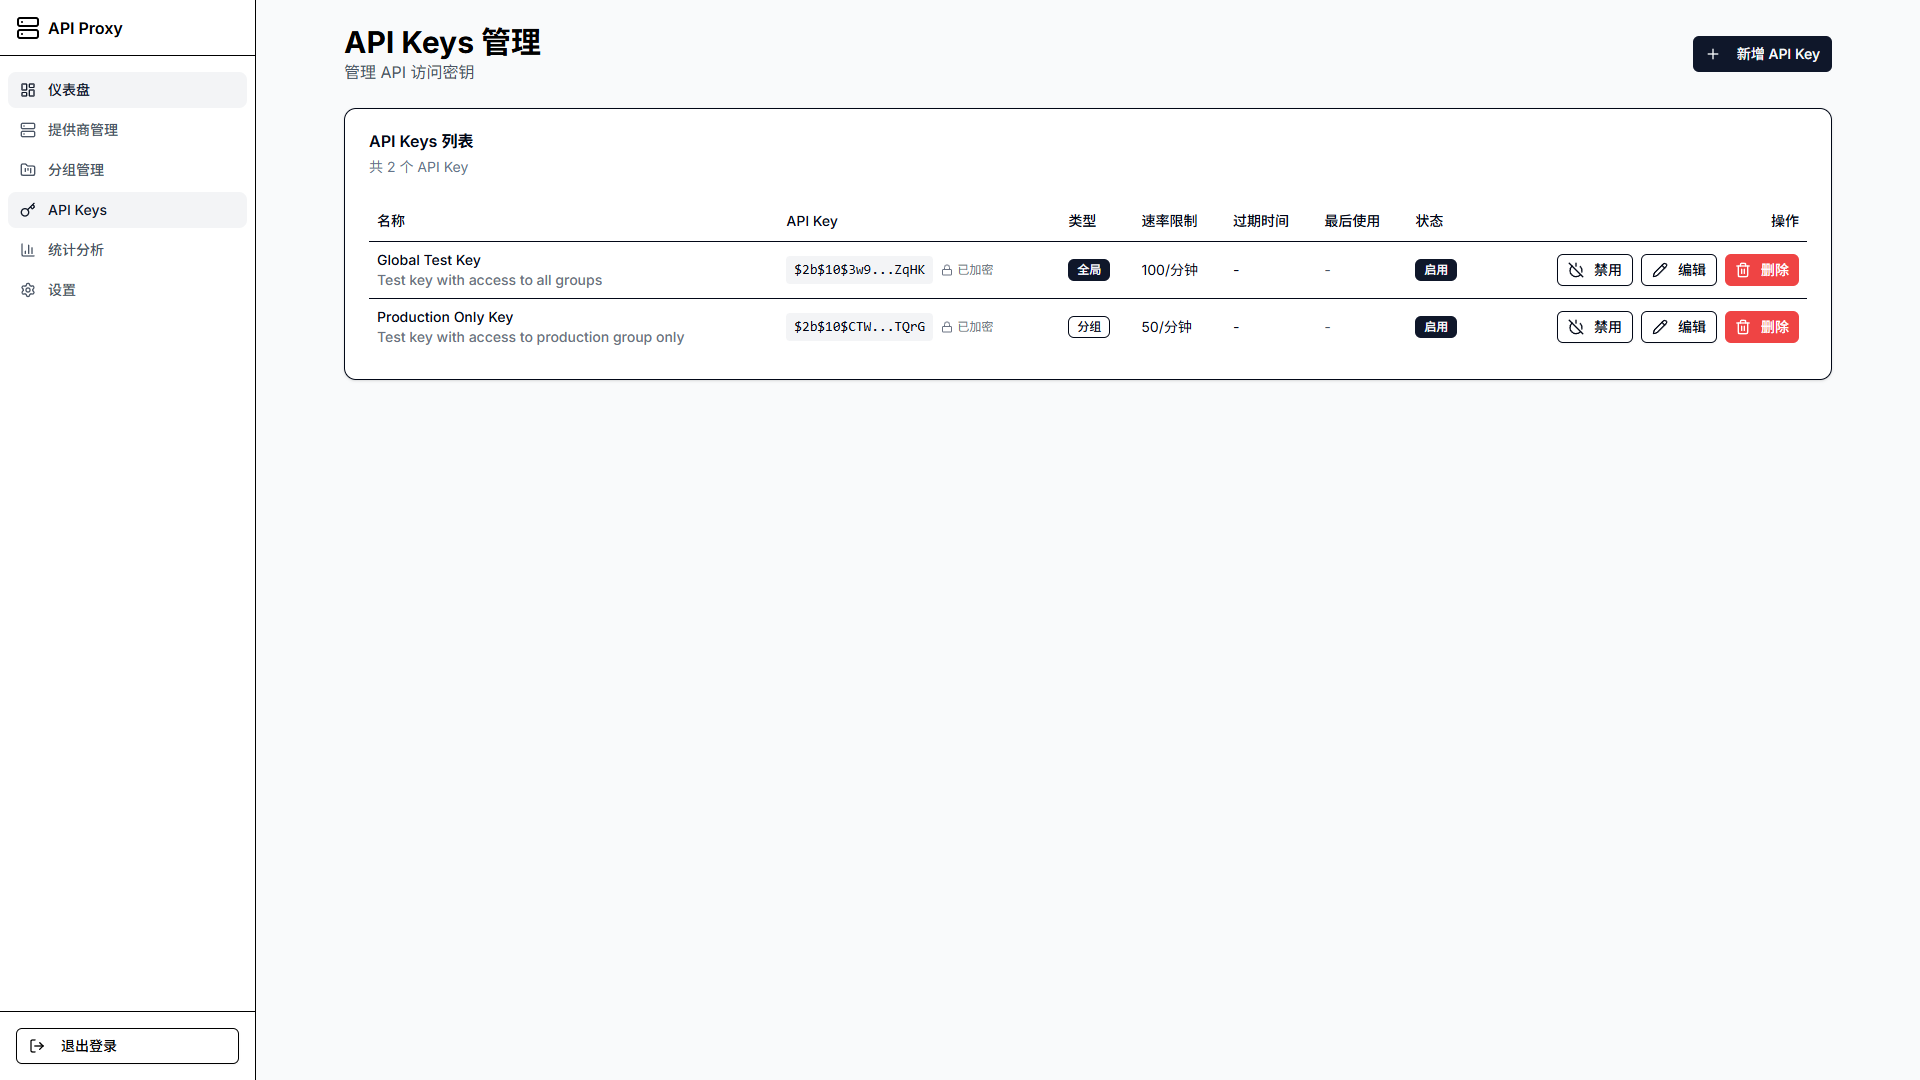 API Proxy
仪表盘
提供商管理
分组管理
API Keys
统计分析
设置
退出登录
API Keys 管理
管理 API 访问密钥
新增 API Key
API Keys 列表
共 2 个 API Key
名称 API Key 类型 速率限制 过期时间 最后使用 状态 操作
Global Test Key
Test key with access to all groups
$2b$10$3w9...ZqHK 已加密 全局 100/分钟 - - 启用 禁用 编辑 删除
Production Only Key
Test key with access to production group only
$2b$10$CTW...TQrG 已加密 分组 50/分钟 - - 启用 禁用 编辑 删除